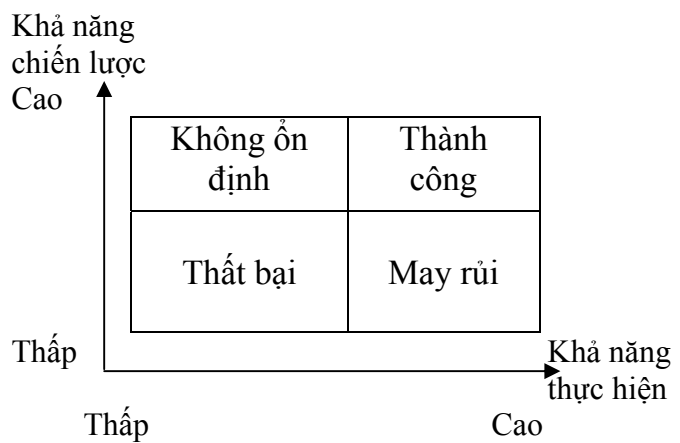 Khả năng
chiến lược
Cao
Không ổn
định
Thành
công
Thất bại
May rủi
Thấp
Khả năng
thực hiện
Thấp
Cao